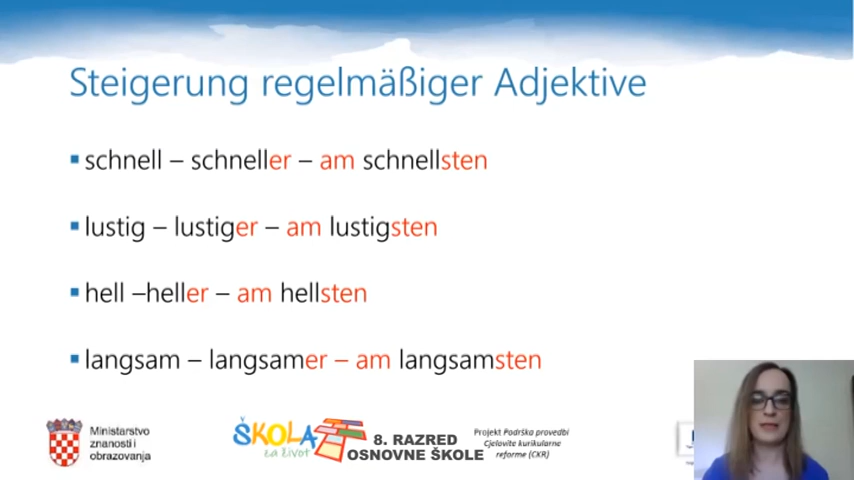 Steigerung regelmäßiger Adjektive
schnell – schneller – am schnellsten
lustig – lustiger – am lustigsten
hell –heller – am hellsten
langsam – langsamer – am langsamsten
Ministarstvo
znanosti i
obrazovanja
ŠKOLA
za život
8. RAZRED
OSNOVNE ŠKOLE
Projekt Podrška provedbi
Cjelovite kurikularne
reforme (CKR)